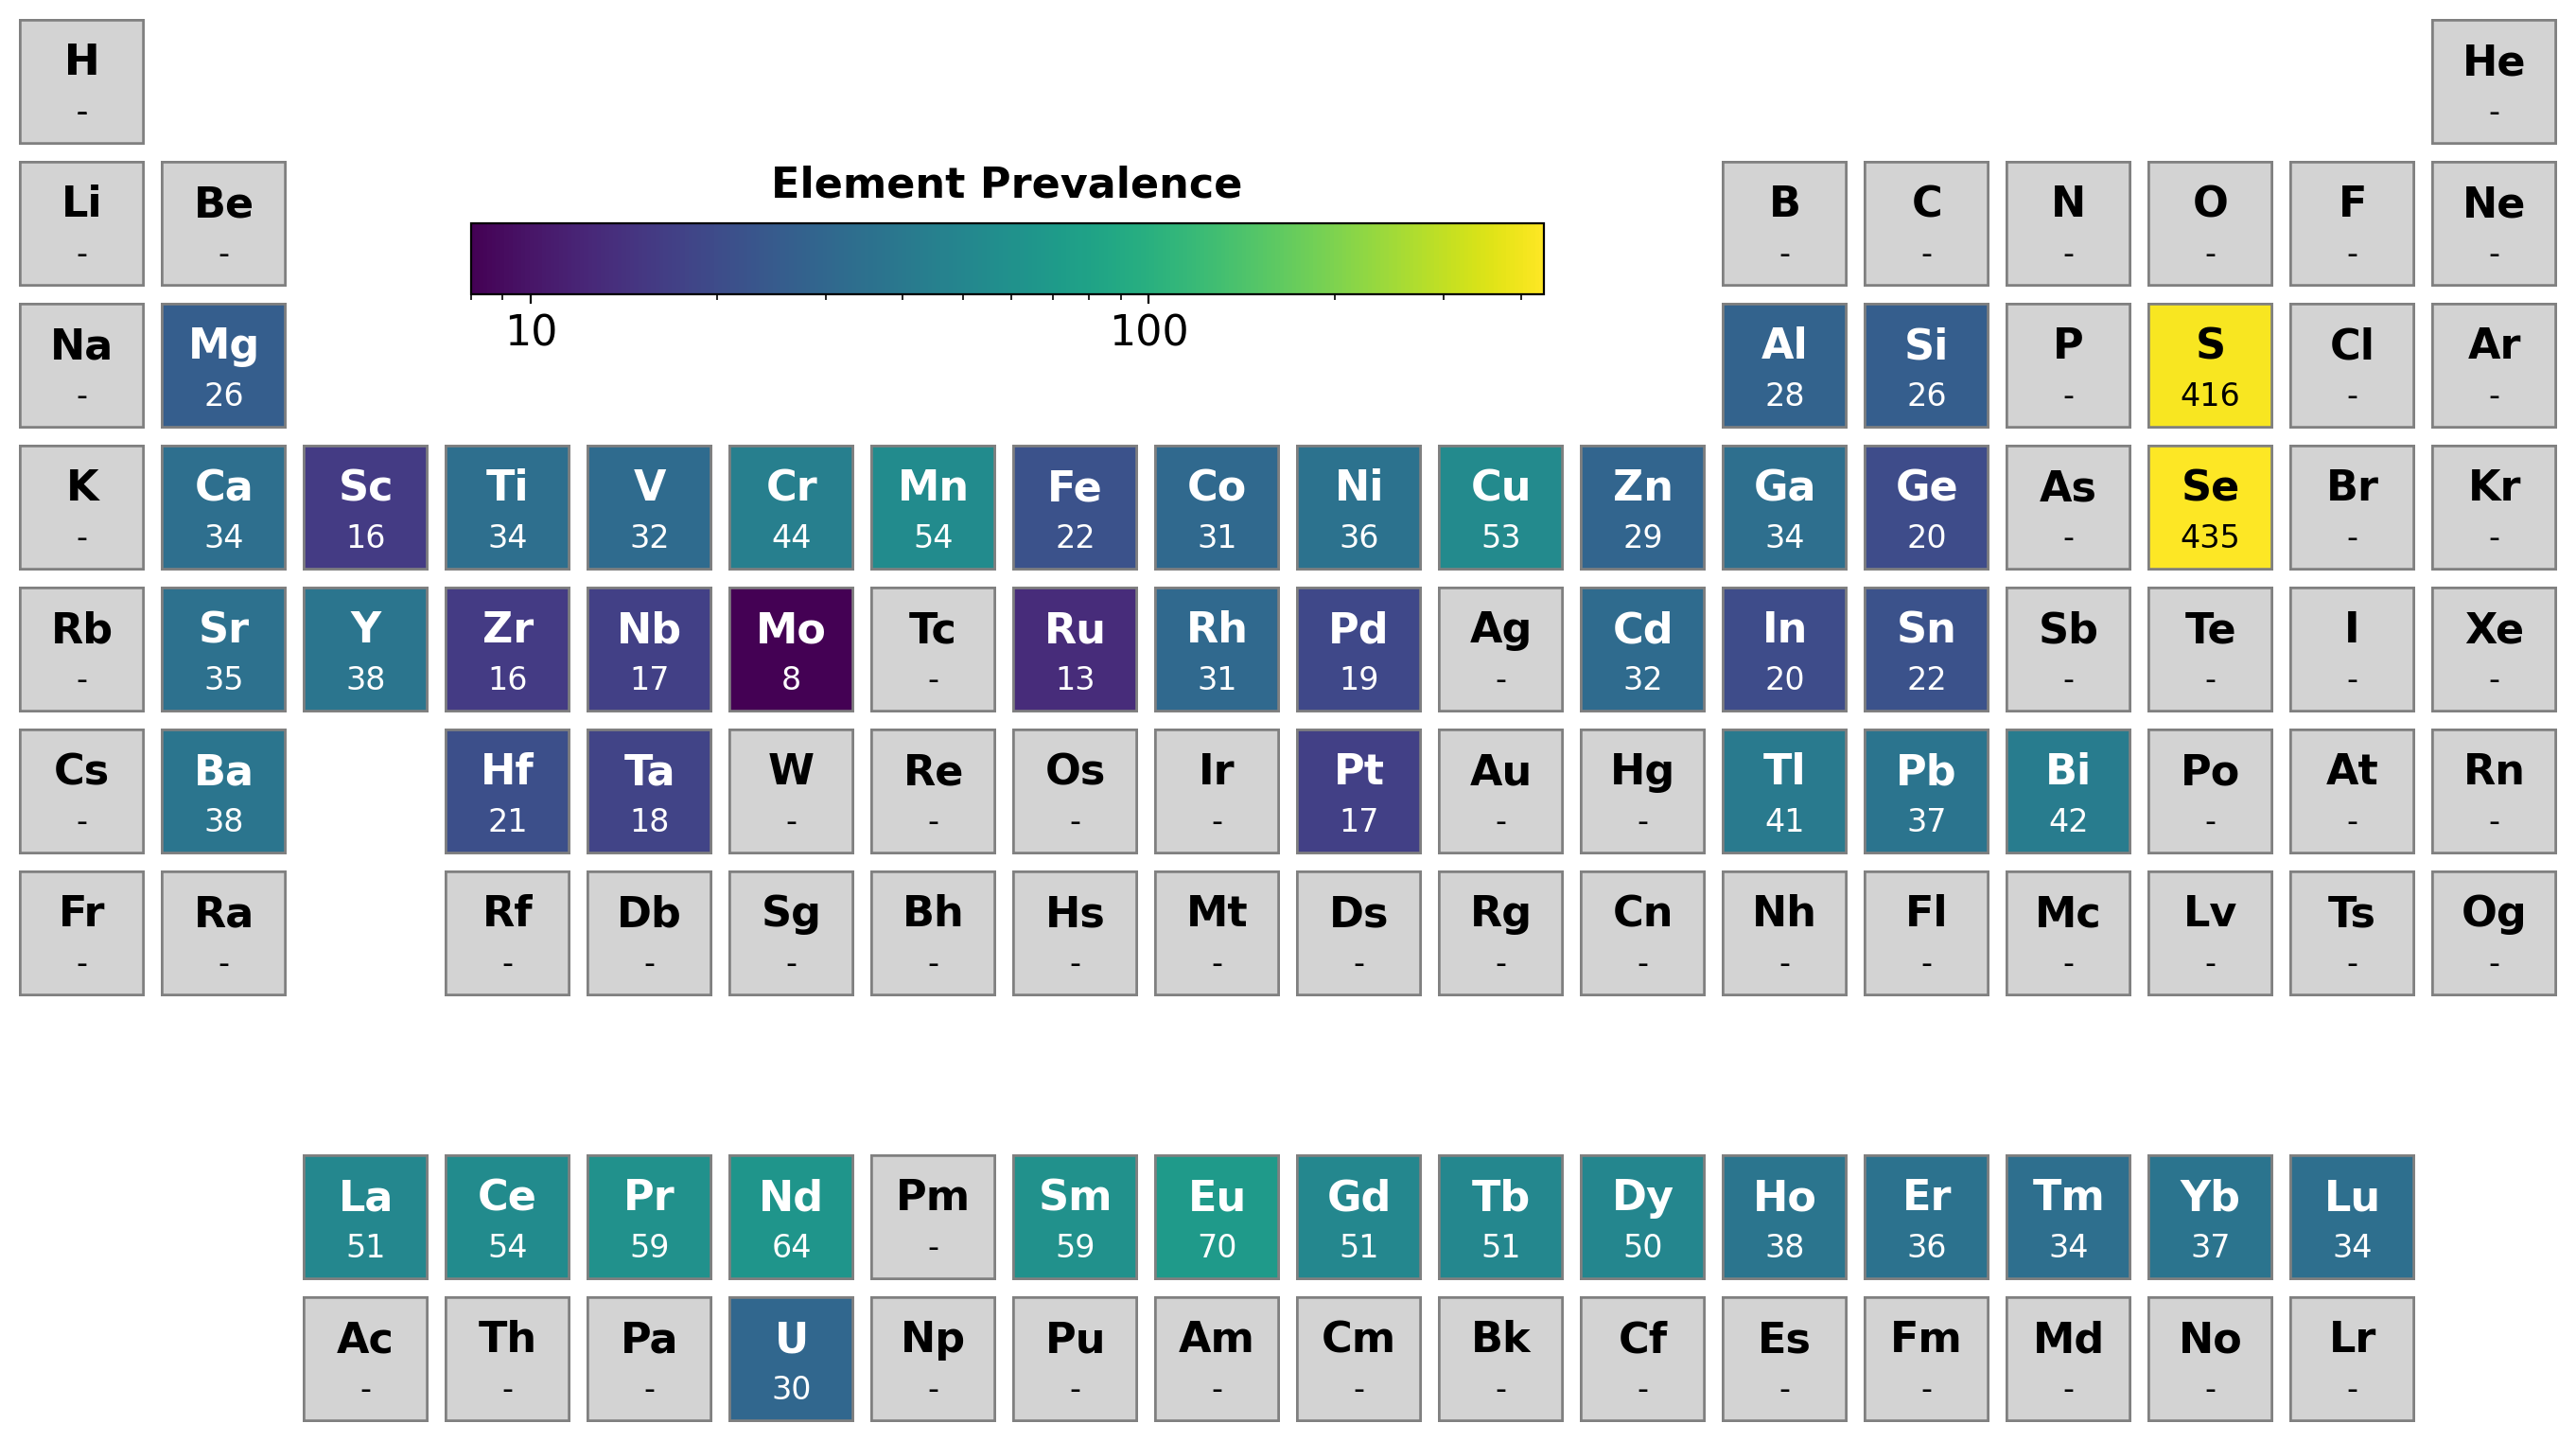 H He
- -
Element Prevalence
Li Be B C N O F Ne
- - - - - - - -
10 100
Na Mg Al Si P S Cl Ar
- 26 28 26 - 416 - -
K Ca Sc Ti V Cr Mn Fe Co Ni Cu Zn Ga Ge As Se Br Kr
- 34 16 34 32 44 54 22 31 36 53 29 34 20 - 435 - -
Rb Sr Y Zr Nb Mo Tc Ru Rh Pd Ag Cd In Sn Sb Te I Xe
- 35 38 16 17 8 - 13 31 19 - 32 20 22 - - - -
Cs Ba Hf Ta W Re Os Ir Pt Au Hg Tl Pb Bi Po At Rn
- 38 21 18 - - - - 17 - - 41 37 42 - - -
Fr Ra Rf Db Sg Bh Hs Mt Ds Rg Cn Nh Fl Mc Lv Ts Og
- - - - - - - - - - - - - - - - -
La Ce Pr Nd Pm Sm Eu Gd Tb Dy Ho Er Tm Yb Lu
51 54 59 64 - 59 70 51 51 50 38 36 34 37 34
Ac Th Pa U Np Pu Am Cm Bk Cf Es Fm Md No Lr
- - - 30 - - - - - - - - - - -